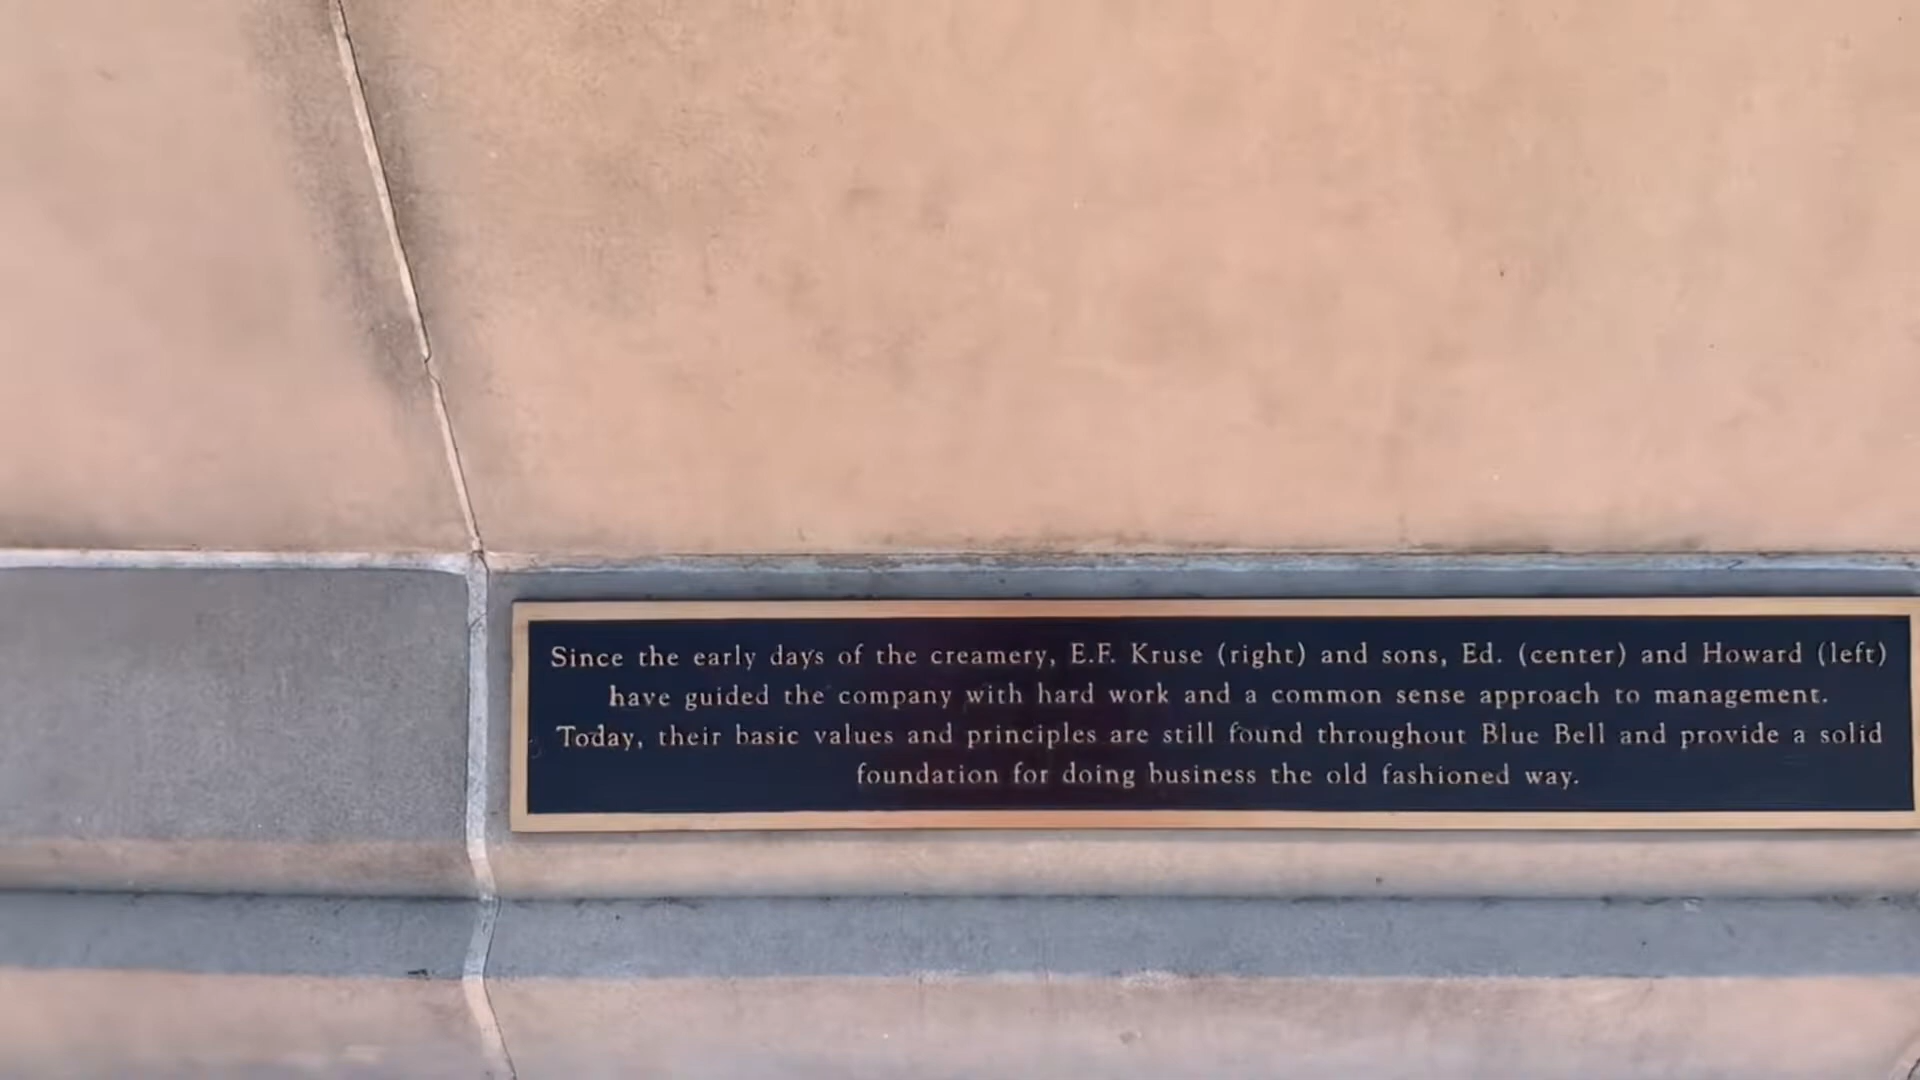 Since the early days of the creamery, E.F. Kruse (right) and sons, Ed. (center) and Howard (left)
have guided the company with hard work and a common sense approach to management.
Today, their basic values and principles are still found throughout Blue Bell and provide a solid
foundation for doing business the old fashioned way.